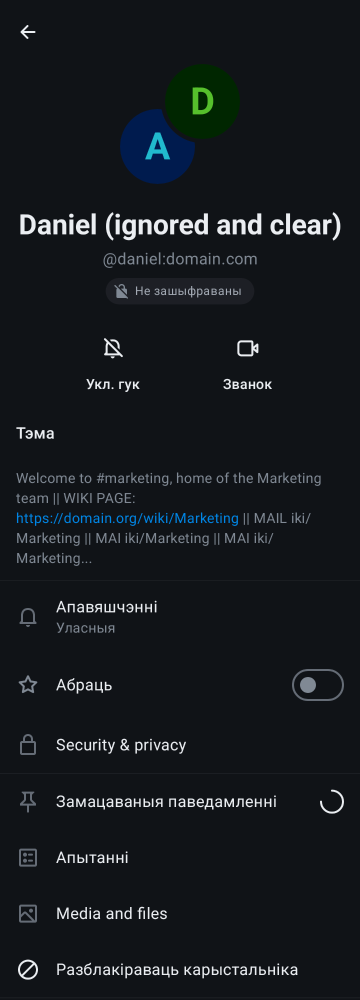 D
A
Daniel (ignored and clear)
@daniel:domain.com
Не зашыфраваны
Укл. гук
Званок
Тэма
Welcome to #marketing, home of the Marketing
team || WIKI PAGE:
https://domain.org/wiki/Marketing || MAIL iki/
Marketing || MAI iki/Marketing || MAI iki/
Marketing...
Апавяшчэнні
Уласныя
Абраць
Security & privacy
Замацаваныя паведамленні
Апытанні
Media and files
Разблакіраваць карыстальніка